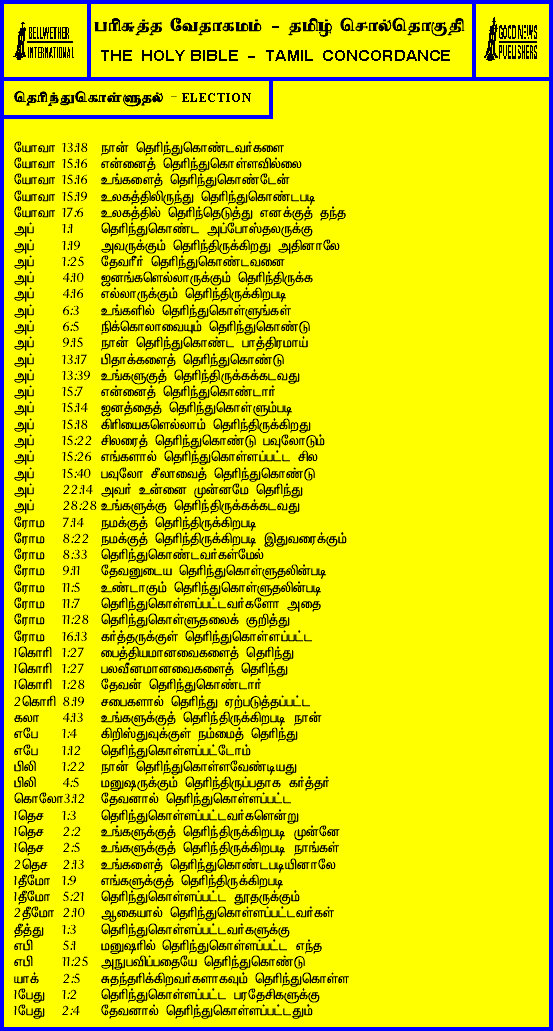 BELLWETHER
INTERNATIONAL
பரிசுத்த வேதாகமம் - தமிழ் சொல்தொகுதி
THE HOLY BIBLE - TAMIL CONCORDANCE
GOOD NEWS
PUBLISHERS
தெரிந்துகொள்ளுதல் - ELECTION
யோவா 13:18 நான் தெரிந்துகொண்டவர்களை
யோவா 15:16 என்னைத் தெரிந்துகொள்ளவில்லை
யோவா 15:16 உங்களைத் தெரிந்துகொண்டேன்
யோவா 15:19 உலகத்திலிருந்து தெரிந்துகொண்டபடி
யோவா 17:6 உலகத்தில் தெரிந்தெடுத்து எனக்குத் தந்த
அப் 1:1 தெரிந்துகொண்ட அப்போஸ்தலருக்கு
அப் 1:19 அவருக்கும் தெரிந்திருக்கிறது அதினாலே
அப் 1:25 தேவரீர் தெரிந்துகொண்டவனை
அப் 4:10 ஜனங்களெல்லாருக்கும் தெரிந்திருக்க
அப் 4:16 எல்லாருக்கும் தெரிந்திருக்கிறபடி
அப் 6:3 உங்களில் தெரிந்துகொள்ளுங்கள்
அப் 6:5 நிக்கொலாவையும் தெரிந்துகொண்டு
அப் 9:15 நான் தெரிந்துகொண்ட பாத்திரமாய்
அப் 13:17 பிதாக்களைத் தெரிந்துகொண்டு
அப் 13:39 உங்களுகுத் தெரிந்திருக்கக்கடவது
அப் 15:7 என்னைத் தெரிந்துகொண்டார்
அப் 15:14 ஜனத்தைத் தெரிந்துகொள்ளும்படி
அப் 15:18 கிரியைகளெல்லாம் தெரிந்திருக்கிறது
அப் 15:22 சிலரைத் தெரிந்துகொண்டு பவுலோடும்
அப் 15:26 எங்களால் தெரிந்துகொள்ளப்பட்ட சில
அப் 15:40 பவுலோ சீலாவைத் தெரிந்துகொண்டு
அப் 22:14 அவர் உன்னை முன்னமே தெரிந்து
அப் 28:28 உங்களுக்கு தெரிந்திருக்கக்கடவது
ரோம 7:14 நமக்குத் தெரிந்திருக்கிறபடி
ரோம 8:22 நமக்குத் தெரிந்திருக்கிறபடி இதுவரைக்கும்
ரோம 8:33 தெரிந்துகொண்டவர்கள்மேல்
ரோம 9:11 தேவனுடைய தெரிந்துகொள்ளுதலின்படி
ரோம 11:5 உண்டாகும் தெரிந்துகொள்ளுதலின்படி
ரோம 11:7 தெரிந்துகொள்ளப்பட்டவர்களோ அதை
ரோம 11:28 தெரிந்துகொள்ளுதலைக் குறித்து
ரோம 16:13 கர்த்தருக்குள் தெரிந்துகொள்ளப்பட்ட
1கொரி 1:27 பைத்தியமானவைகளைத் தெரிந்து
1கொரி 1:27 பலவீனமானவைகளைத் தெரிந்து
1கொரி 1:28 தேவன் தெரிந்துகொண்டார்
2கொரி 8:19 சபைகளால் தெரிந்து ஏற்படுத்தப்பட்ட
கலா 4:13 உங்களுக்குத் தெரிந்திருக்கிறபடி நான்
எபே 1:4 கிறிஸ்துவுக்குள் நம்மைத் தெரிந்து
எபே 1:12 தெரிந்துகொள்ளப்பட்டோம்
பிலி 1:22 நான் தெரிந்துகொள்ளவேண்டியது
பிலி 4:5 மனுஷருக்கும் தெரிந்திருப்பதாக கர்த்தர்
கொலோ 3:12 தேவனால் தெரிந்துகொள்ளப்பட்ட
1தெச 1:3 தெரிந்துகொள்ளப்பட்டவர்களென்று
1தெச 2:2 உங்களுக்குத் தெரிந்திருக்கிறபடி முன்னே
1தெச 2:5 உங்களுக்குத் தெரிந்திருக்கிறபடி நாங்கள்
2தெச 2:13 உங்களைத் தெரிந்துகொண்டபடியினாலே
1தீமோ 1:9 எங்களுக்குத் தெரிந்திருக்கிறபடி
1தீமோ 5:21 தெரிந்துகொள்ளப்பட்ட தூதருக்கும்
2தீமோ 2:10 ஆகையால் தெரிந்துகொள்ளப்பட்டவர்கள்
தீத்து 1:3 தெரிந்துகொள்ளப்பட்டவர்களுக்கு
எபி 5:1 மனுஷரில் தெரிந்துகொள்ளப்பட்ட எந்த
எபி 11:25 அநுபவிப்பதையே தெரிந்துகொண்டு
யாக் 2:5 சுதந்தரிக்கிறவர்களாகவும் தெரிந்துகொள்ள
1பேது 1:2 தெரிந்துகொள்ளப்பட்ட பரதேசிகளுக்கு
1பேது 2:4 தேவனால் தெரிந்துகொள்ளப்பட்டதும்